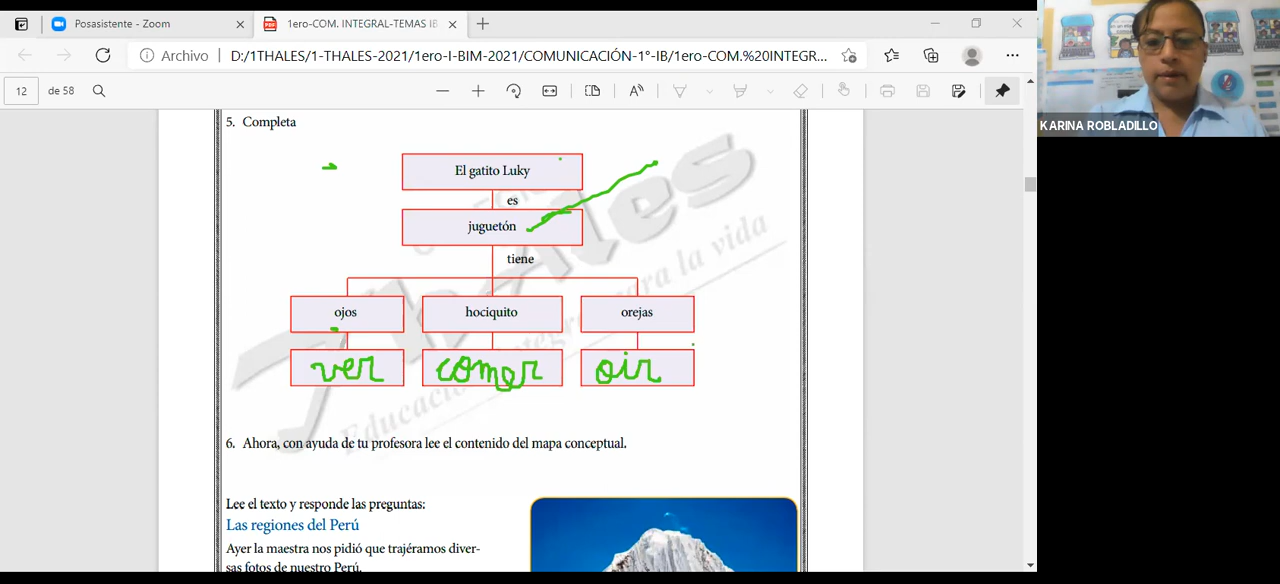 Posasistente - Zoom
1ero-COM. INTEGRAL-TEMAS IB
Archivo D:/1THALES/1-THALES-2021/1ero-I-BIM-2021/COMUNICACIÓN-1°-IB/1ero-COM.%20INTEGR...
12 de 58
KARINA ROBLADILLO
5. Completa
El gatito Luky
es
juguetón
tiene
ojos hociquito orejas
ver comer oir
6. Ahora, con ayuda de tu profesora lee el contenido del mapa conceptual.
Lee el texto y responde las preguntas:
Las regiones del Perú
Ayer la maestra nos pidió que trajéramos diver-
sas fotos de nuestro Perú.
Thales
para la vida